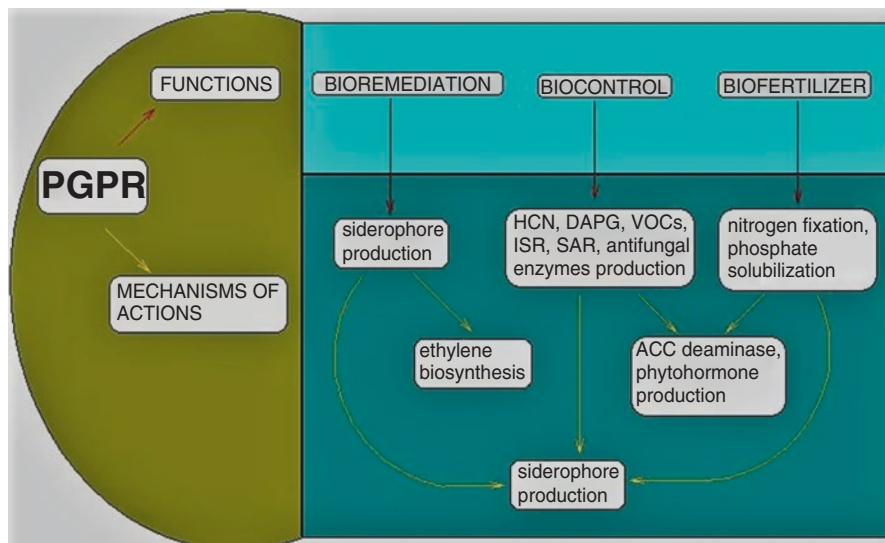 FUNCTIONS
PGPR
MECHANISMS OF
ACTIONS
BIOREMEDIATION
BIOCONTROL
BIOFERTILIZER
siderophore
production
HCN, DAPG, VOCs,
ISR, SAR, antifungal
enzymes production
nitrogen fixation,
phosphate
solubilization
ethylene
biosynthesis
ACC deaminase,
phytohormone
production
siderophore
production